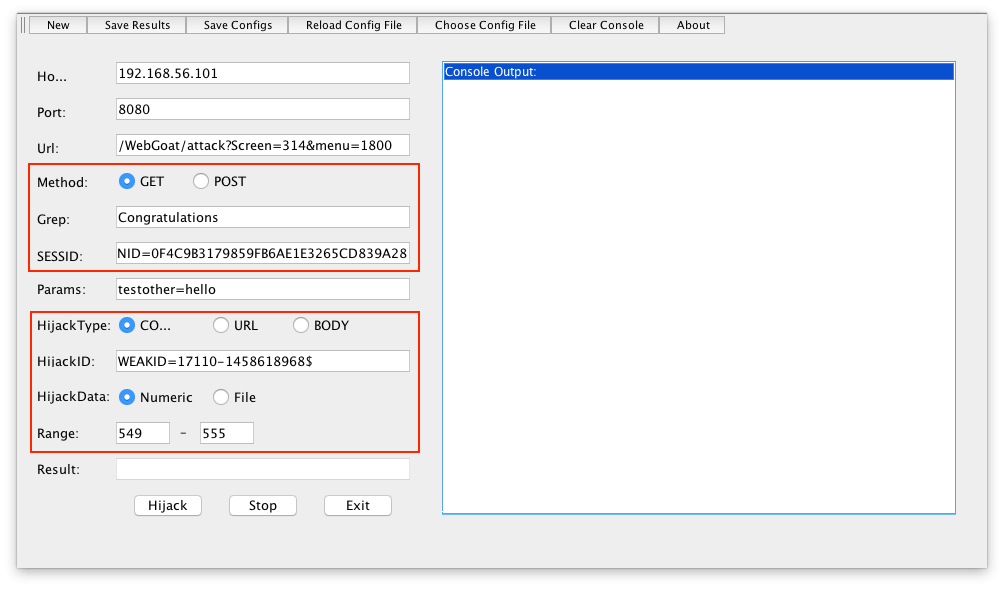 New Save Results Save Configs Reload Config File Choose Config File Clear Console About
Ho... 192.168.56.101
Port: 8080
Url: /WebGoat/attack?Screen=314&menu=1800
Method: GET POST
Grep: Congratulations
SESSID: NID=0F4C9B3179859FB6AE1E3265CD839A28
Params: testother=hello
HijackType: CO... URL BODY
HijackID: WEAKID=17110-1458618968$
HijackData: Numeric File
Range: 549 - 555
Result:
Hijack Stop Exit
Console Output: